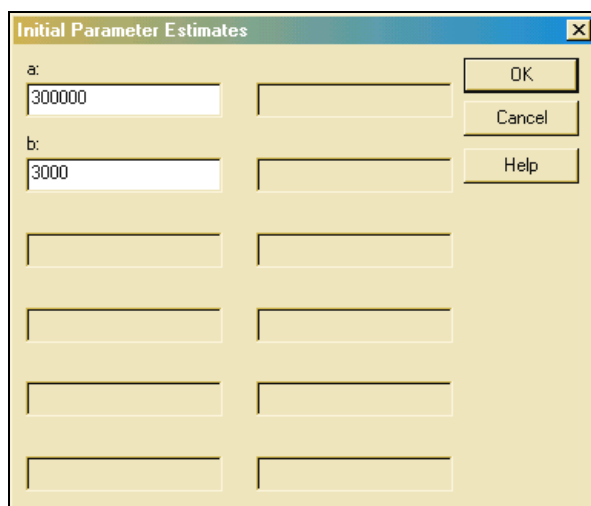 Initial Parameter Estimates
a:
300000
OK
Cancel
b:
3000
Help